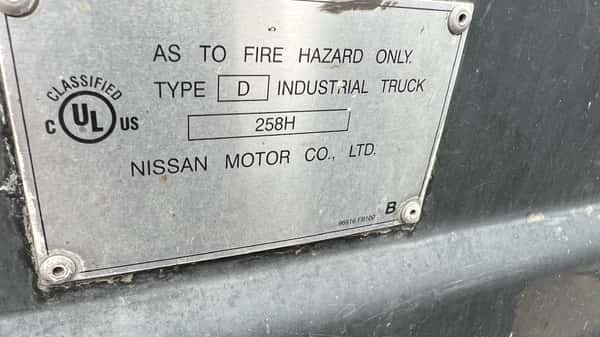 AS TO FIRE HAZARD ONLY.
CLASSIFIED
C UL US
TYPE D INDUSTRIAL TRUCK
258H
NISSAN MOTOR CO., LTD.
B